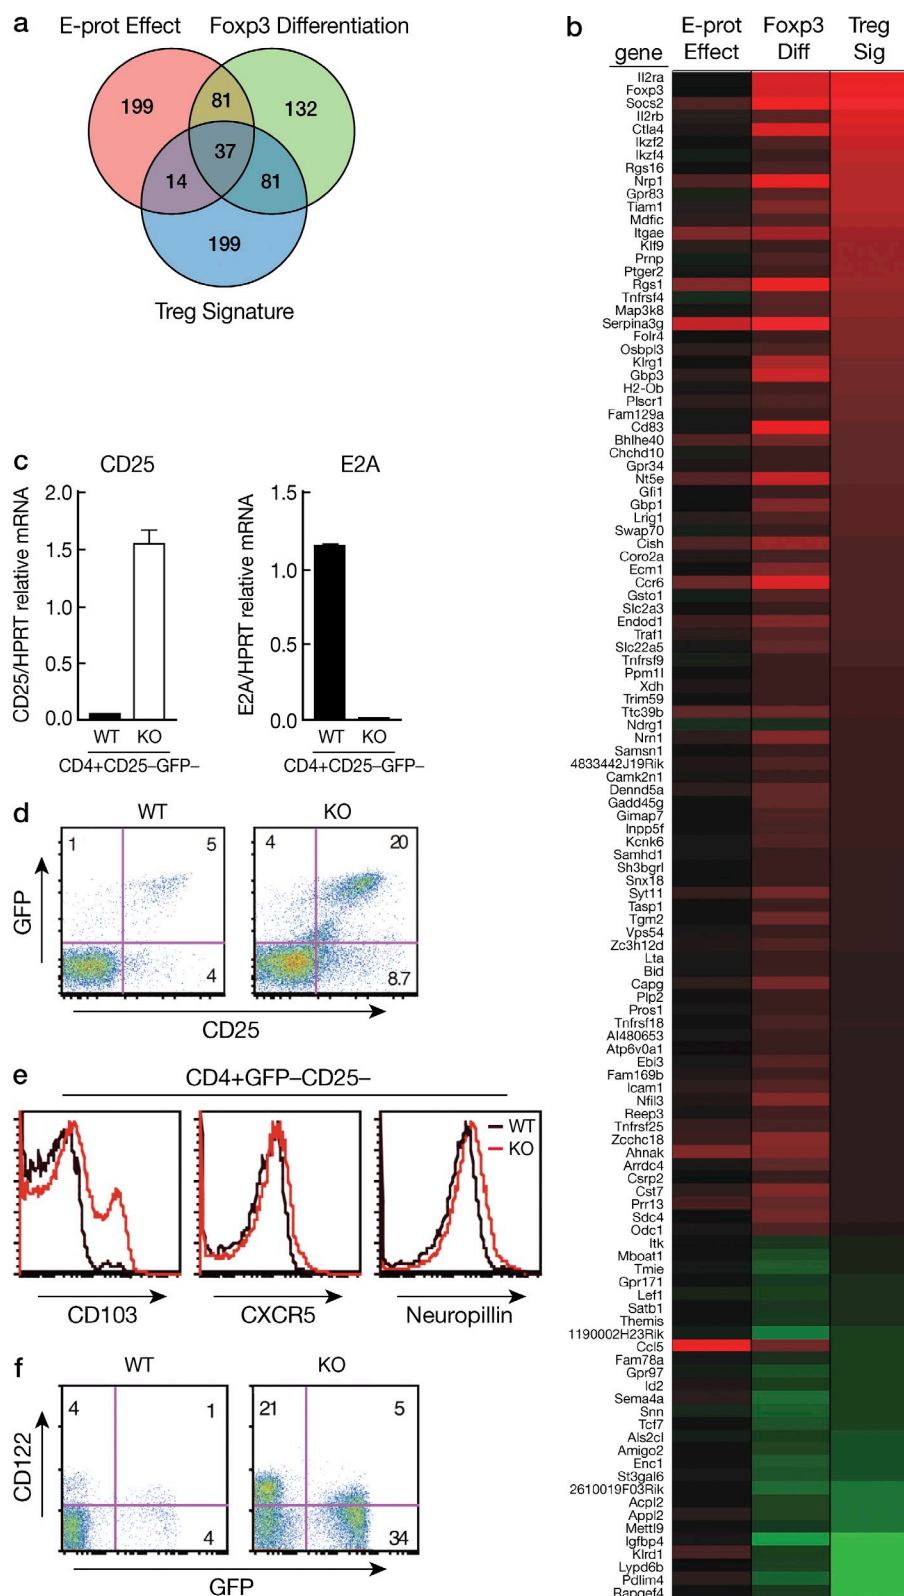 a
E-prot Effect
Foxp3 Differentiation
199
81
132
37
14
81
199
Treg Signature
b
gene
E-prot Effect
Foxp3 Diff
Treg Sig
Il2ra
Foxp3
Socs2
Il2rb
Ctla4
Ikzf2
Ikzf4
Rgs16
Nrp1
Gpr83
Tiam1
Mdfic
Itgae
Klf9
Prnp
Ptger2
Rgs1
Tnfrsf4
Map3k8
Serpina3g
Folr4
Osbpl3
Klrg1
Gbp3
H2-Ob
Plscr1
Fam129a
Cd83
Bhlhe40
Chchd10
Gpr34
Nt5e
Gfi1
Gbp1
Lrig1
Swap70
Cish
Coro2a
Ecm1
Ccr6
Gsto1
Slc2a3
Endod1
Traf1
Slc22a5
Tnfrsf9
Ppm1l
Xdh
Trim59
Ttc39b
Ndrg1
Nrn1
Samsn1
4833442J19Rik
Camk2n1
Dennd5a
Gadd45g
Gimap7
Inpp5f
Kcnk6
Samhd1
Sh3bgrl
Snx18
Syt11
Tasp1
Tgm2
Vps54
Zc3h12d
Lta
Bid
Capg
Plp2
Pros1
Tnfrsf18
AI480653
Atp6v0a1
Ebi3
Fam169b
Icam1
Nfil3
Reep3
Tnfrsf25
Zcchc18
Ahnak
Arrdc4
Csrp2
Cst7
Prr13
Sdc4
Odc1
Itk
Mboat1
Tmie
Gpr171
Lef1
Satb1
Themis
1190002H23Rik
Ccl5
Fam78a
Gpr97
Id2
Sema4a
Snn
Tcf7
Als2cl
Amigo2
Enc1
St3gal6
2610019F03Rik
Acpl2
Appl2
Mettl9
Igfbp4
Klrd1
Lypd6b
Pdlim4
Rapgef4
c
CD25
CD25/HPRT relative mRNA
2.0
1.5
1.0
0.5
0.0
WT KO
CD4+CD25–GFP–
E2A
E2A/HPRT relative mRNA
1.5
1.0
0.5
0.0
WT KO
CD4+CD25–GFP–
d
WT
KO
GFP
1 5
4
4 20
8.7
CD25
e
CD4+GFP–CD25–
WT
KO
CD103
CXCR5
Neuropillin
f
WT
KO
CD122
4 1
4
21 5
34
GFP